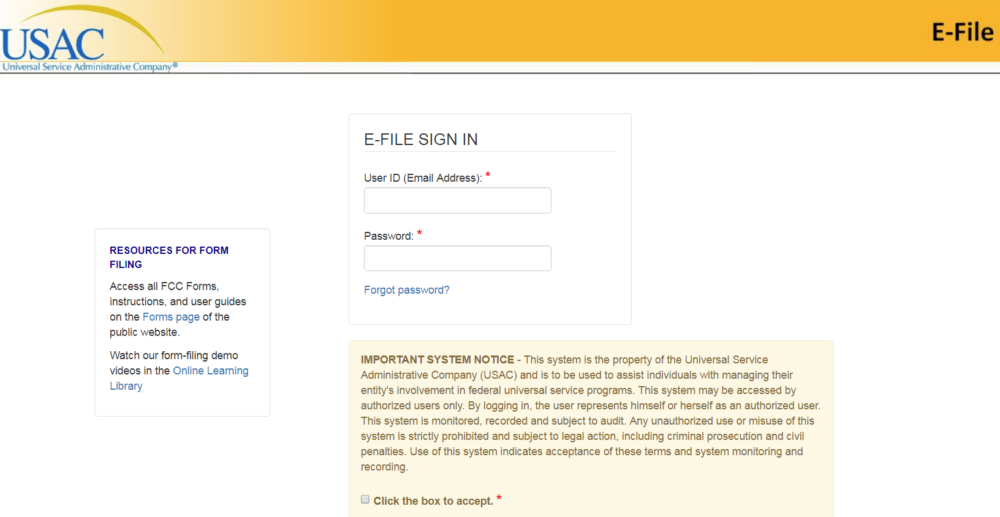 USAC
Universal Service Administrative Company®
E-File
E-FILE SIGN IN
User ID (Email Address): *
Password: *
Forgot password?
RESOURCES FOR FORM
FILING
Access all FCC Forms,
instructions, and user guides
on the Forms page of the
public website.
Watch our form-filing demo
videos in the Online Learning
Library
IMPORTANT SYSTEM NOTICE - This system is the property of the Universal Service
Administrative Company (USAC) and is to be used to assist individuals with managing their
entity's involvement in federal universal service programs. This system may be accessed by
authorized users only. By logging in, the user represents himself or herself as an authorized user.
This system is monitored, recorded and subject to audit. Any unauthorized use or misuse of this
system is strictly prohibited and subject to legal action, including criminal prosecution and civil
penalties. Use of this system indicates acceptance of these terms and system monitoring and
recording.
Click the box to accept. *